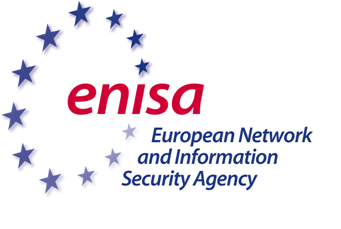 enisa
European Network
and Information
Security Agency